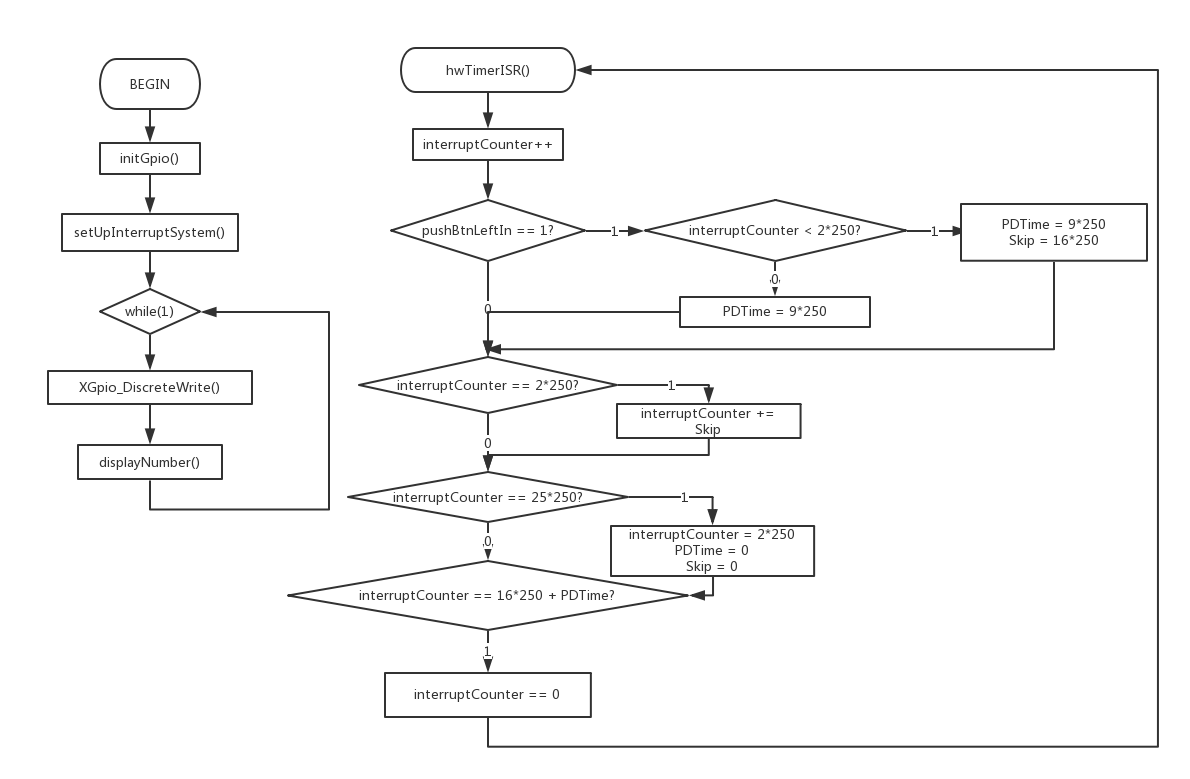 BEGIN
initGpio()
setUpInterruptSystem()
while(1)
XGpio_DiscreteWrite()
displayNumber()
hwTimerISR()
interruptCounter++
pushBtnLeftIn == 1?
1
interruptCounter < 2*250?
1
PDTime = 9*250
Skip = 16*250
0
PDTime = 9*250
0
interruptCounter == 2*250?
1
interruptCounter +=
Skip
0
interruptCounter == 25*250?
1
interruptCounter = 2*250
PDTime = 0
Skip = 0
0
interruptCounter == 16*250 + PDTime?
1
interruptCounter == 0